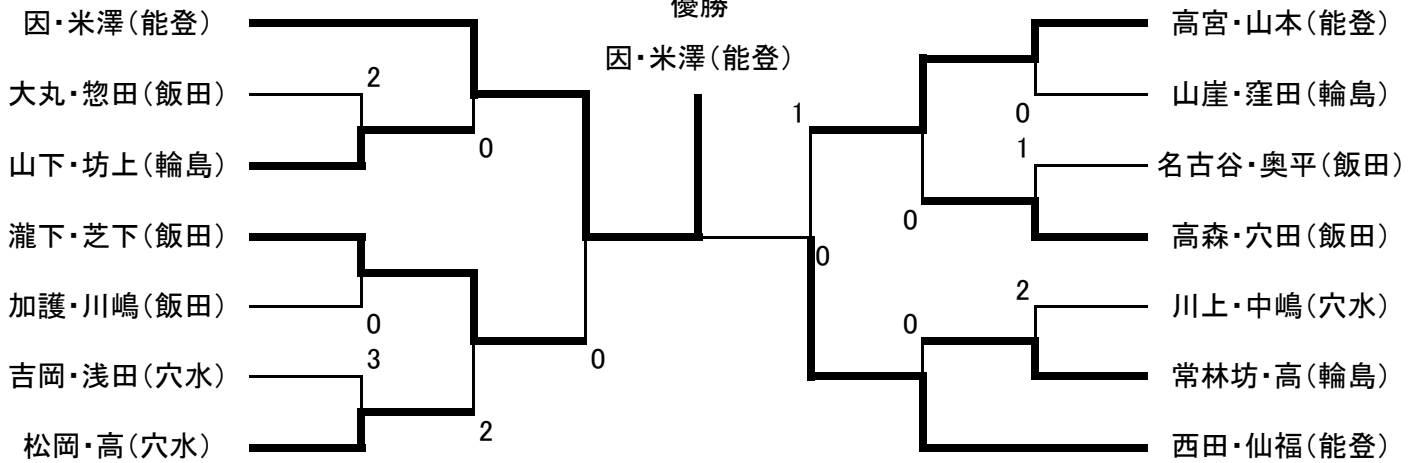 優勝
因・米澤(能登)
因・米澤(能登)
大丸・惣田(飯田)
2
山下・坊上(輪島)
0
瀧下・芝下(飯田)
加護・川嶋(飯田)
0
吉岡・浅田(穴水)
3
松岡・高(穴水)
2
0
0
1
高宮・山本(能登)
山崖・窪田(輪島)
0
名古谷・奥平(飯田)
1
高森・穴田(飯田)
0
川上・中嶋(穴水)
2
常林坊・高(輪島)
0
西田・仙福(能登)